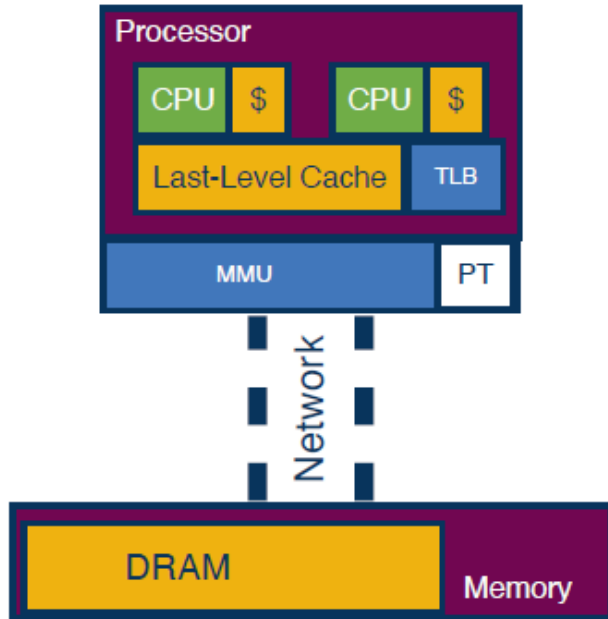 Processor
CPU $ CPU $
Last-Level Cache TLB
MMU PT
Network
DRAM
Memory